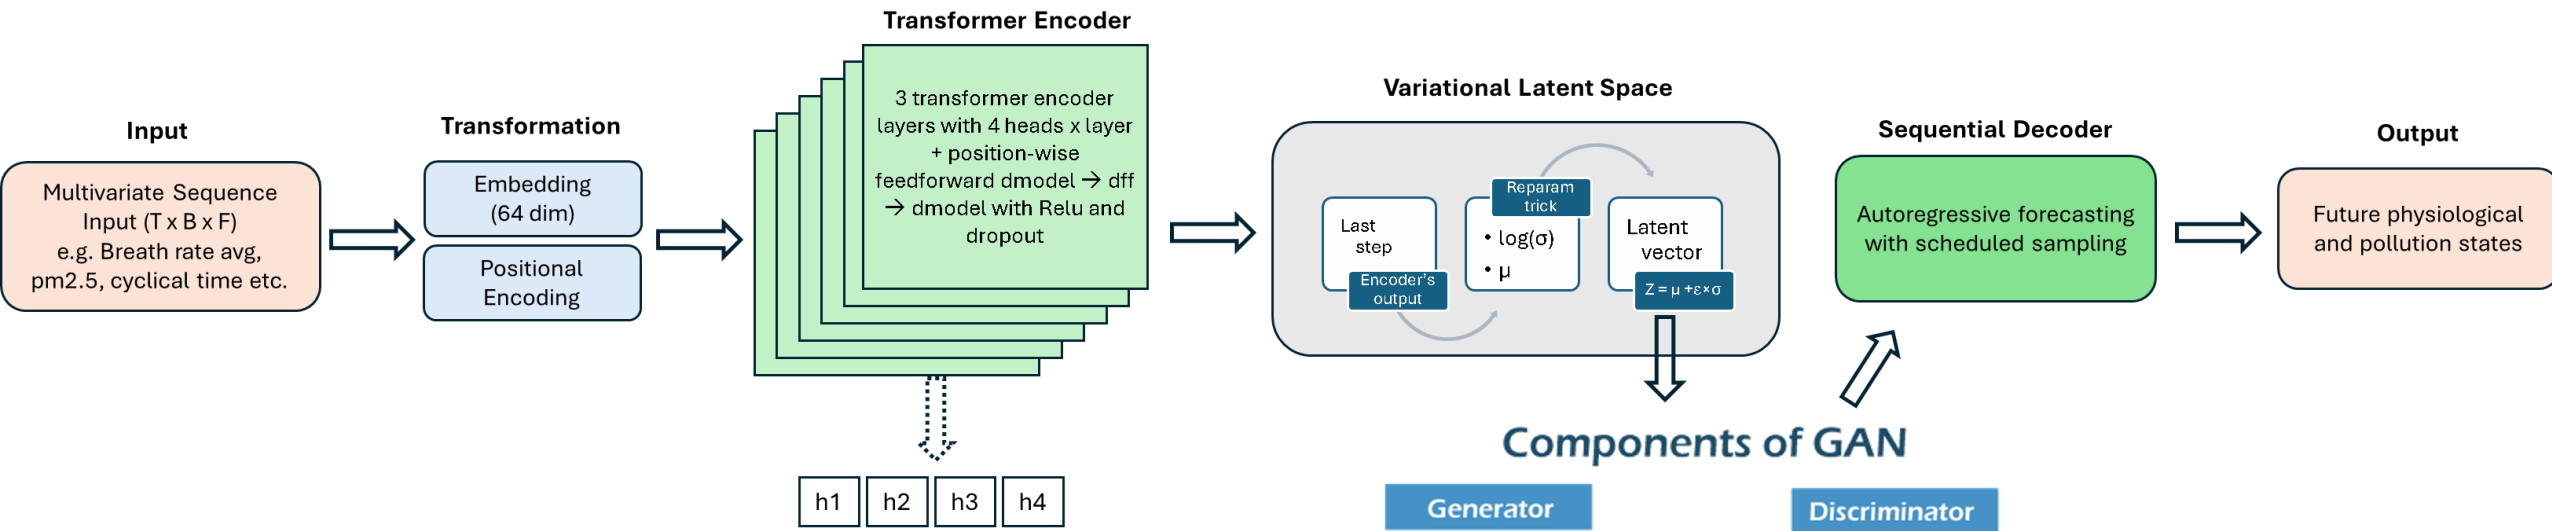 Input
Multivariate Sequence
Input (T x B x F)
e.g. Breath rate avg,
pm2.5, cyclical time etc.
Transformation
Embedding
(64 dim)
Positional
Encoding
Transformer Encoder
3 transformer encoder
layers with 4 heads x layer
+ position-wise
feedforward dmodel → dff
→ dmodel with Relu and
dropout
h1
h2
h3
h4
Variational Latent Space
Last
step
Encoder's
output
Reparam
trick
• log(σ)
• μ
Latent
vector
Z = μ +ε×σ
Components of GAN
Generator
Discriminator
Sequential Decoder
Autoregressive forecasting
with scheduled sampling
Output
Future physiological
and pollution states